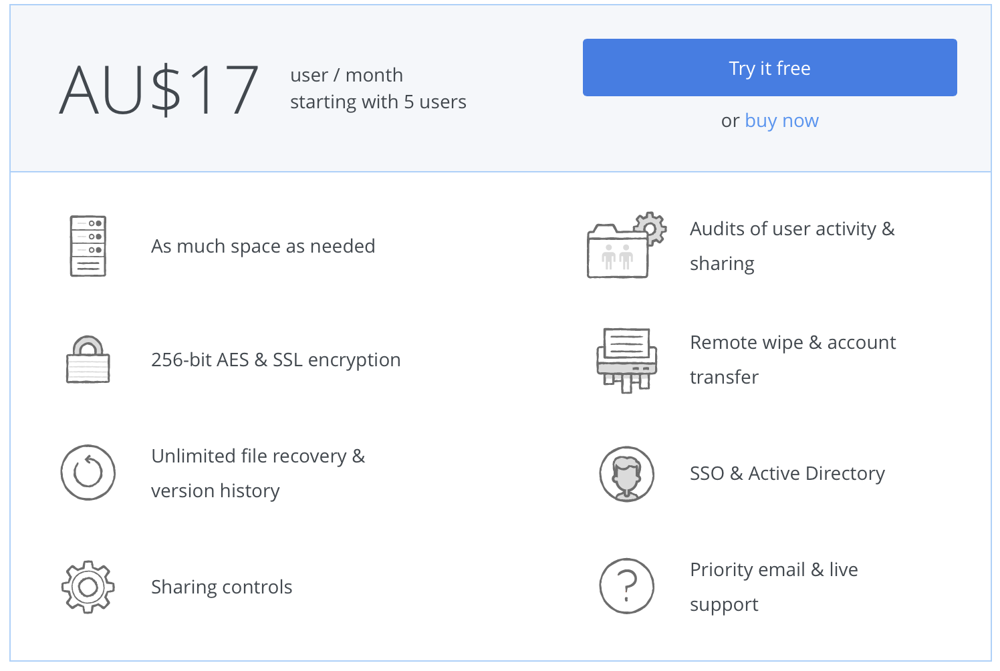 AU$17
user / month
starting with 5 users
Try it free
or buy now
As much space as needed
256-bit AES & SSL encryption
Unlimited file recovery &
version history
Sharing controls
Audits of user activity &
sharing
Remote wipe & account
transfer
SSO & Active Directory
?
Priority email & live
support